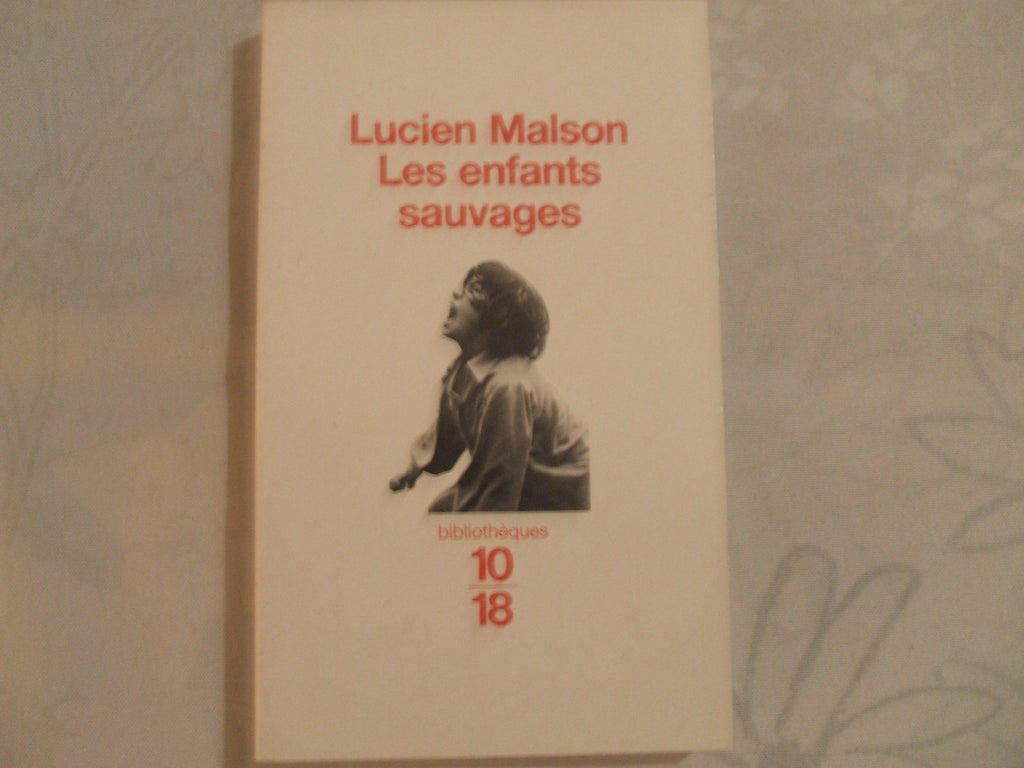 Lucien Malson
Les enfants
sauvages
bibliothèques
10
18